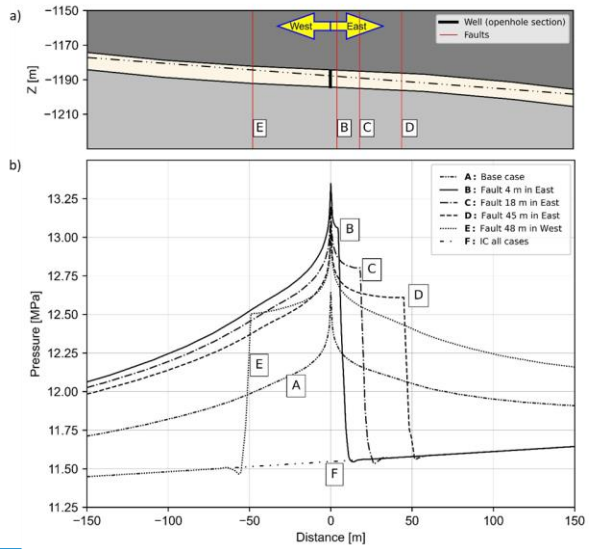 a)
−1150
−1170
−1190
−1210
Z [m]
West East
Well (openhole section)
Faults
E
B
C
D
b)
A : Base case
B : Fault 4 m in East
C : Fault 18 m in East
D : Fault 45 m in East
E : Fault 48 m in West
F : IC all cases
13.25
13.00
12.75
12.50
12.25
12.00
11.75
11.50
11.25
Pressure [MPa]
B
C
D
E
A
F
−150 −100 −50 0 50 100 150
Distance [m]